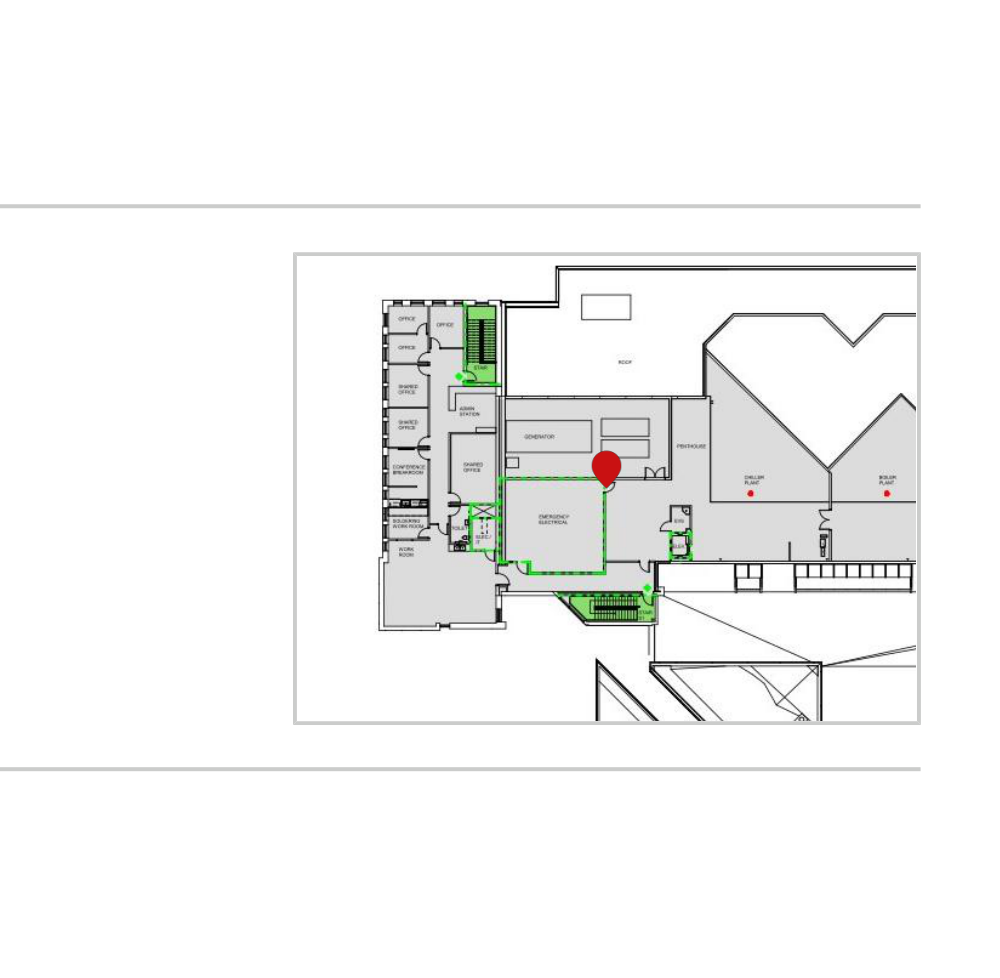 OFFICE
OFFICE
OFFICE
STAIR
SHARED
OFFICE
ADMIN
STATION
SHARED
OFFICE
CONFERENCE
BREAKROOM
SHARED
OFFICE
SOLDERING
WORK ROOM
TOILET
ELEC./
IT
WORK
ROOM
ROOF
GENERATOR
PENTHOUSE
CHILLER
PLANT
BOILER
PLANT
EMERGENCY
ELECTRICAL
ELEV.
STAIR